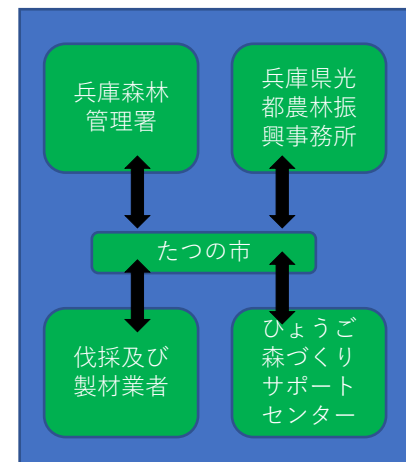 兵庫森林
管理署
兵庫県光
都農林振
興事務所
たつの市
伐採及び
製材業者
ひょうご
森づくり
サポート
センター